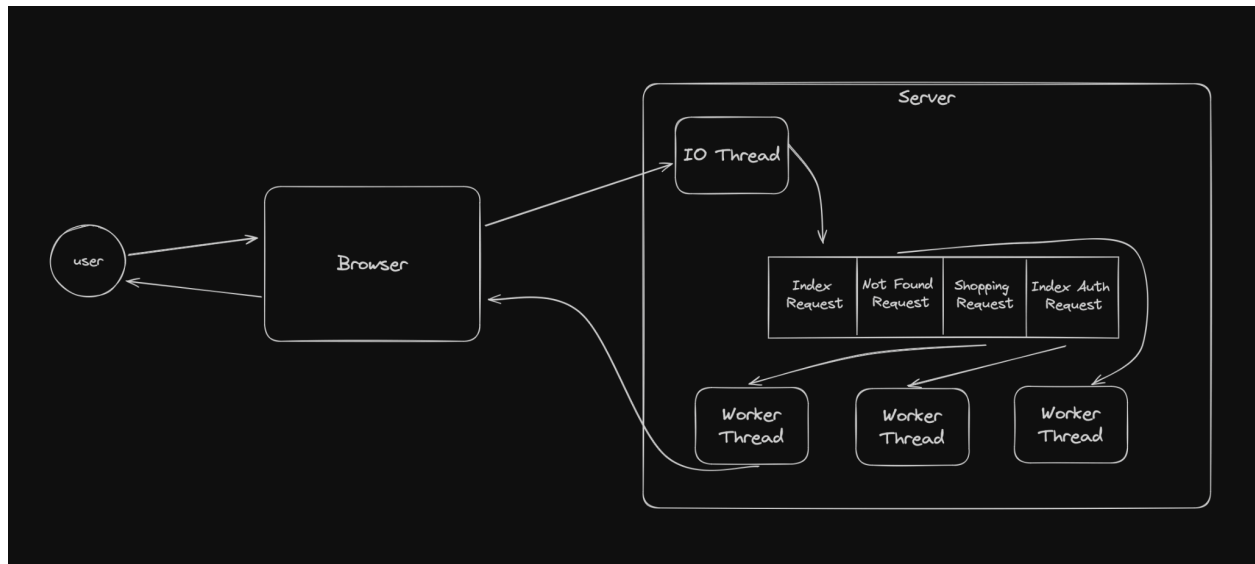 Server
IO Thread
user
Browser
Index
Request
Not Found
Request
Shopping
Request
Index Auth
Request
Worker
Thread
Worker
Thread
Worker
Thread